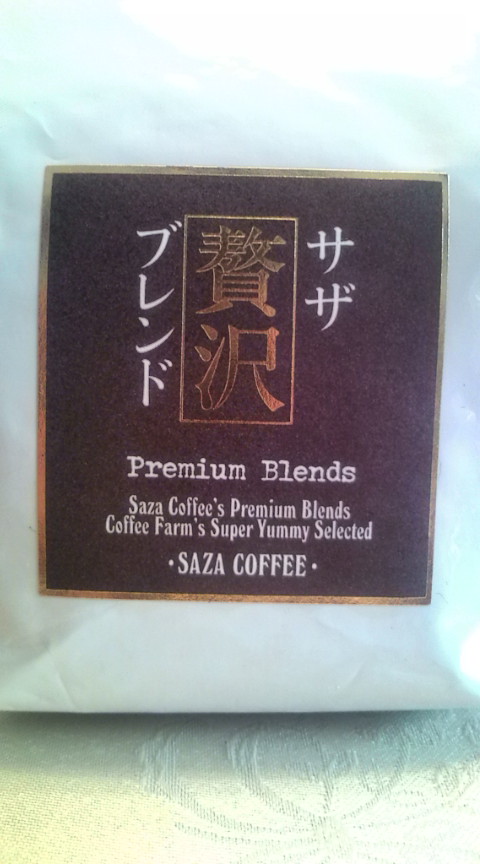 サザ
贅沢
ブレンド
Premium Blends
Saza Coffee's Premium Blends
Coffee Farm's Super Yummy Selected
・SAZA COFFEE・